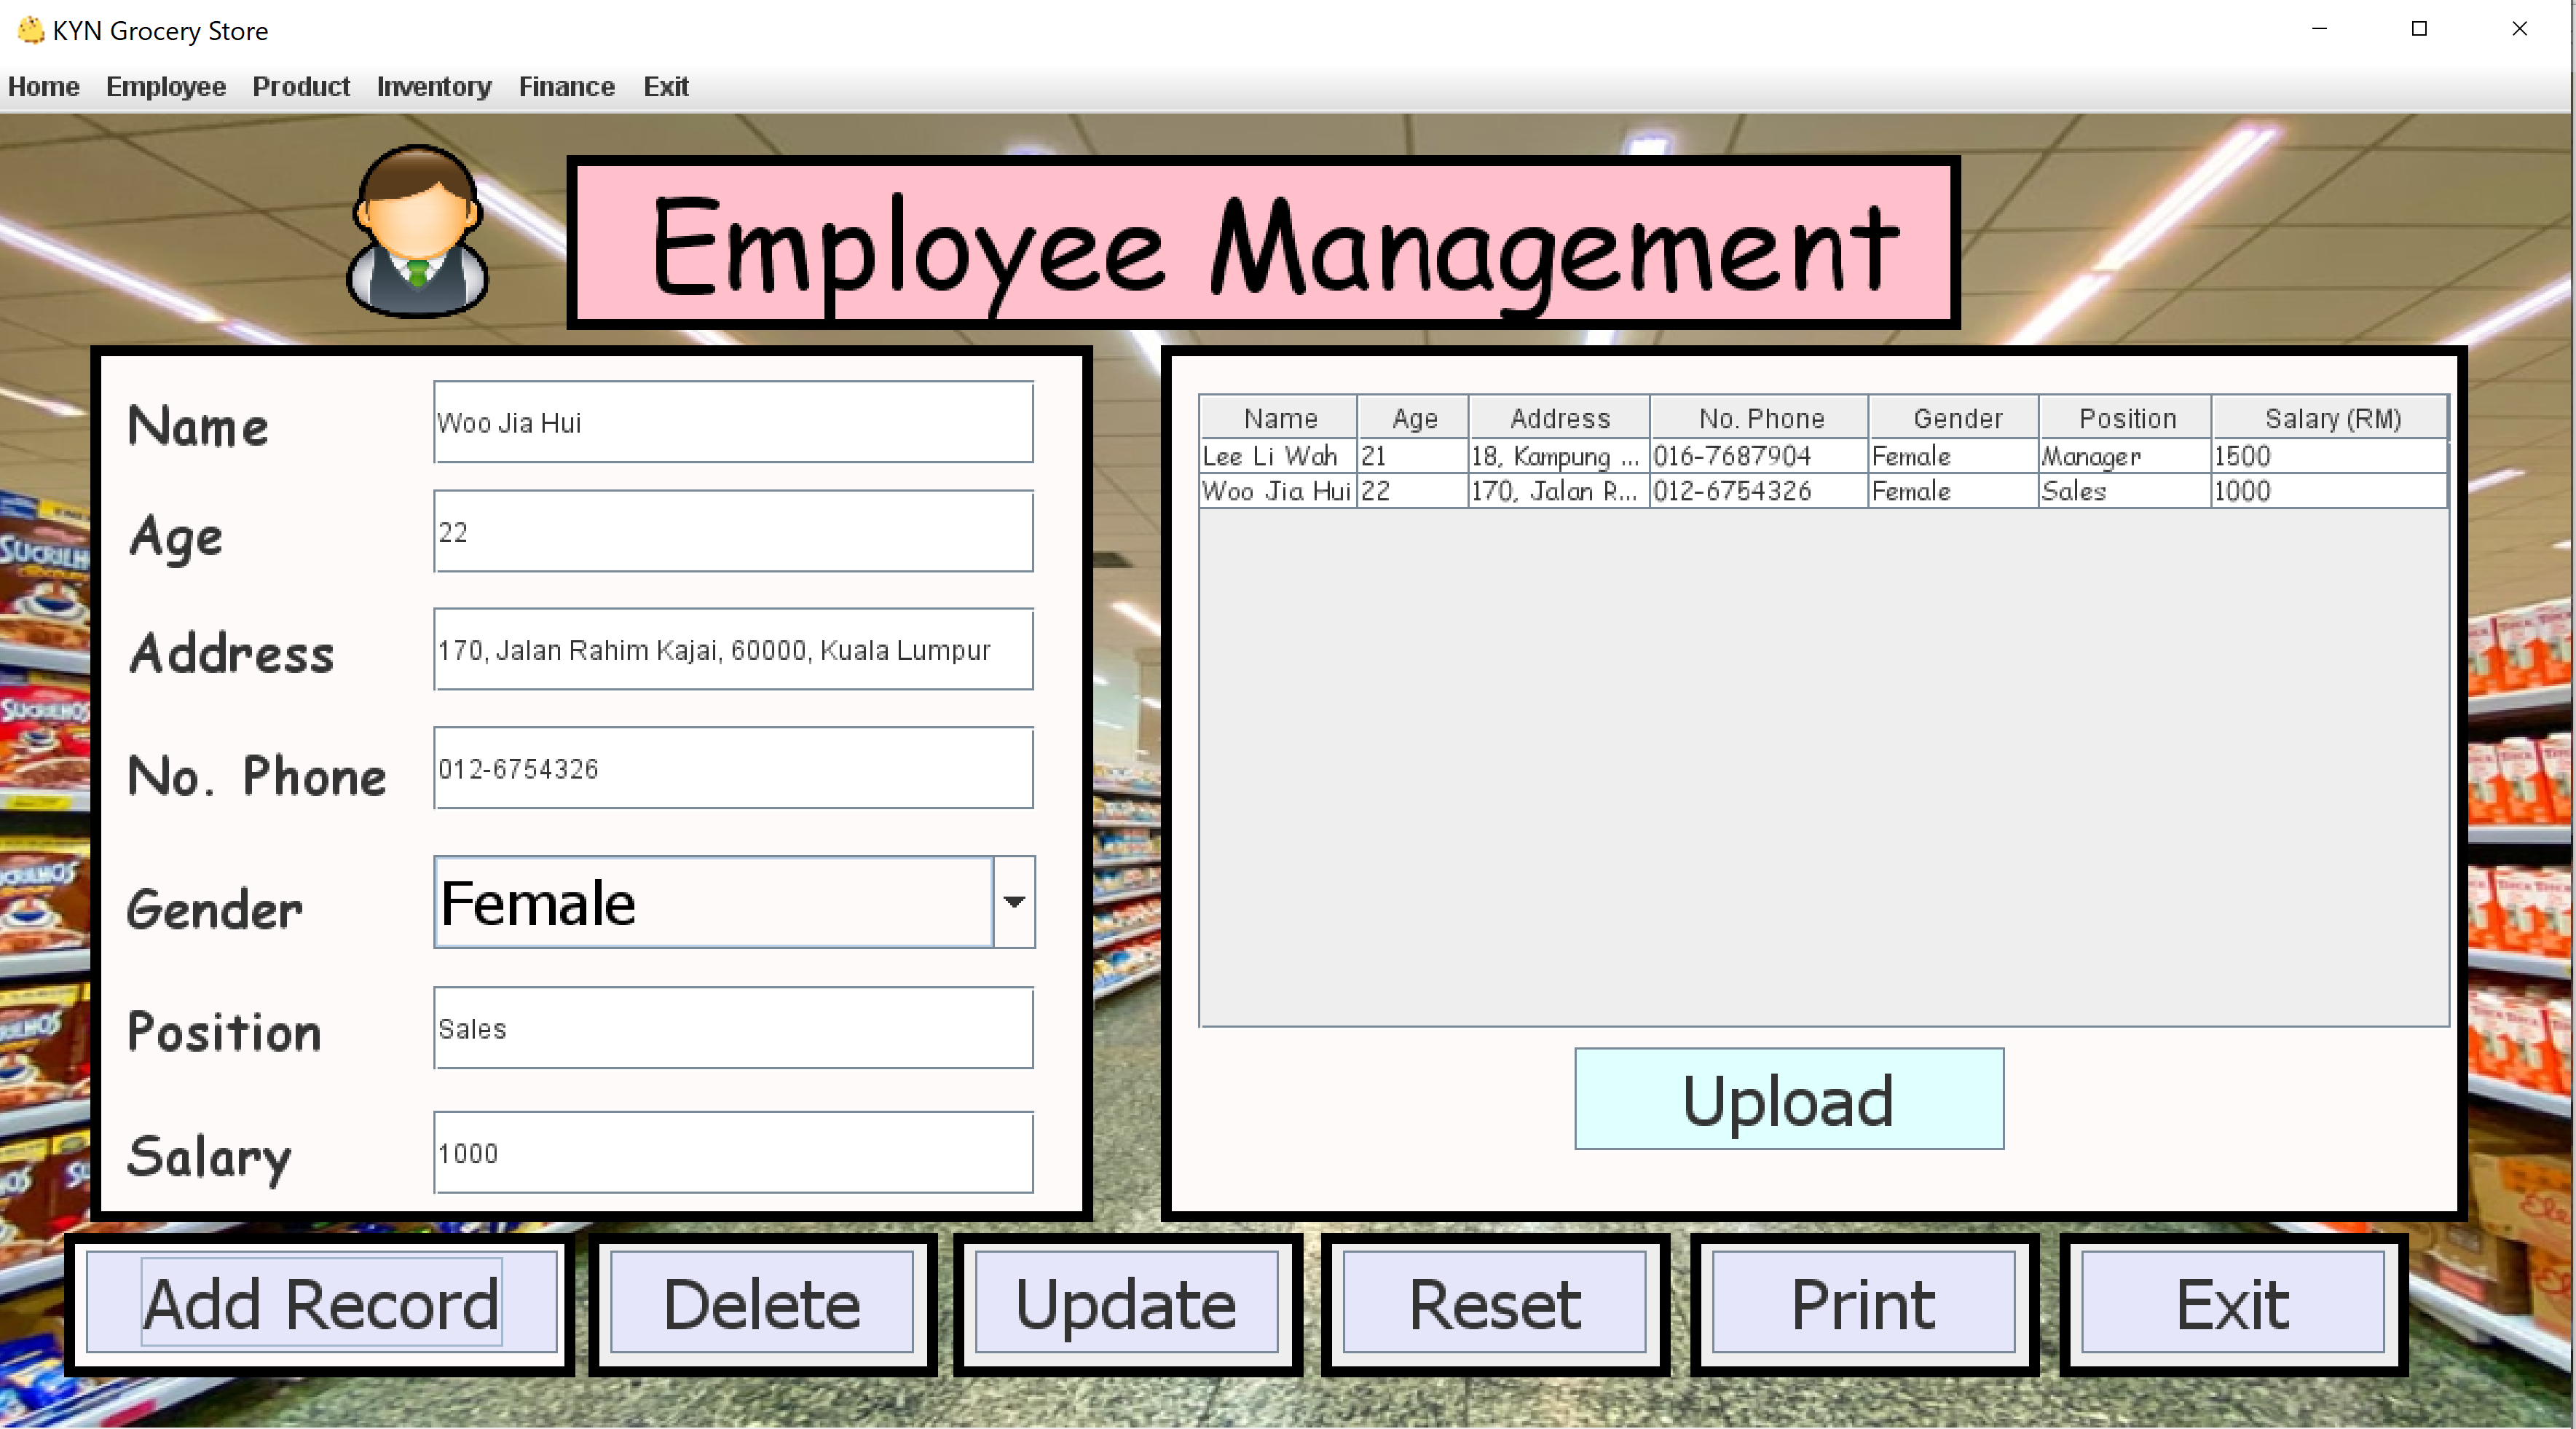 KYN Grocery Store
Home Employee Product Inventory Finance Exit
Employee Management
Name Woo Jia Hui
Age 22
Address 170, Jalan Rahim Kajai, 60000, Kuala Lumpur
No. Phone 012-6754326
Gender Female
Position Sales
Salary 1000
Name Age Address No. Phone Gender Position Salary (RM)
Lee Li Wah 21 18, Kampung ... 016-7687904 Female Manager 1500
Woo Jia Hui 22 170, Jalan R... 012-6754326 Female Sales 1000
Upload
Add Record Delete Update Reset Print Exit